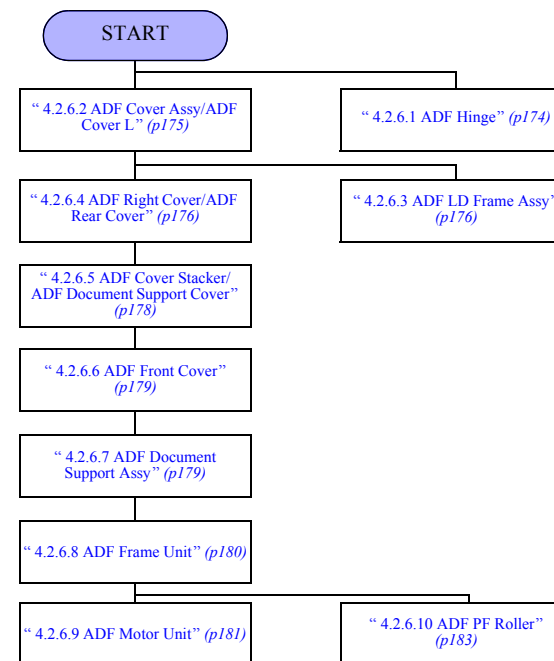 START
“ 4.2.6.2 ADF Cover Assy/ADF
Cover L” (p175)
“ 4.2.6.1 ADF Hinge” (p174)
“ 4.2.6.4 ADF Right Cover/ADF
Rear Cover” (p176)
“ 4.2.6.3 ADF LD Frame Assy”
(p176)
“ 4.2.6.5 ADF Cover Stacker/
ADF Document Support Cover”
(p178)
“ 4.2.6.6 ADF Front Cover”
(p179)
“ 4.2.6.7 ADF Document
Support Assy” (p179)
“ 4.2.6.8 ADF Frame Unit” (p180)
“ 4.2.6.9 ADF Motor Unit” (p181)
“ 4.2.6.10 ADF PF Roller”
(p183)